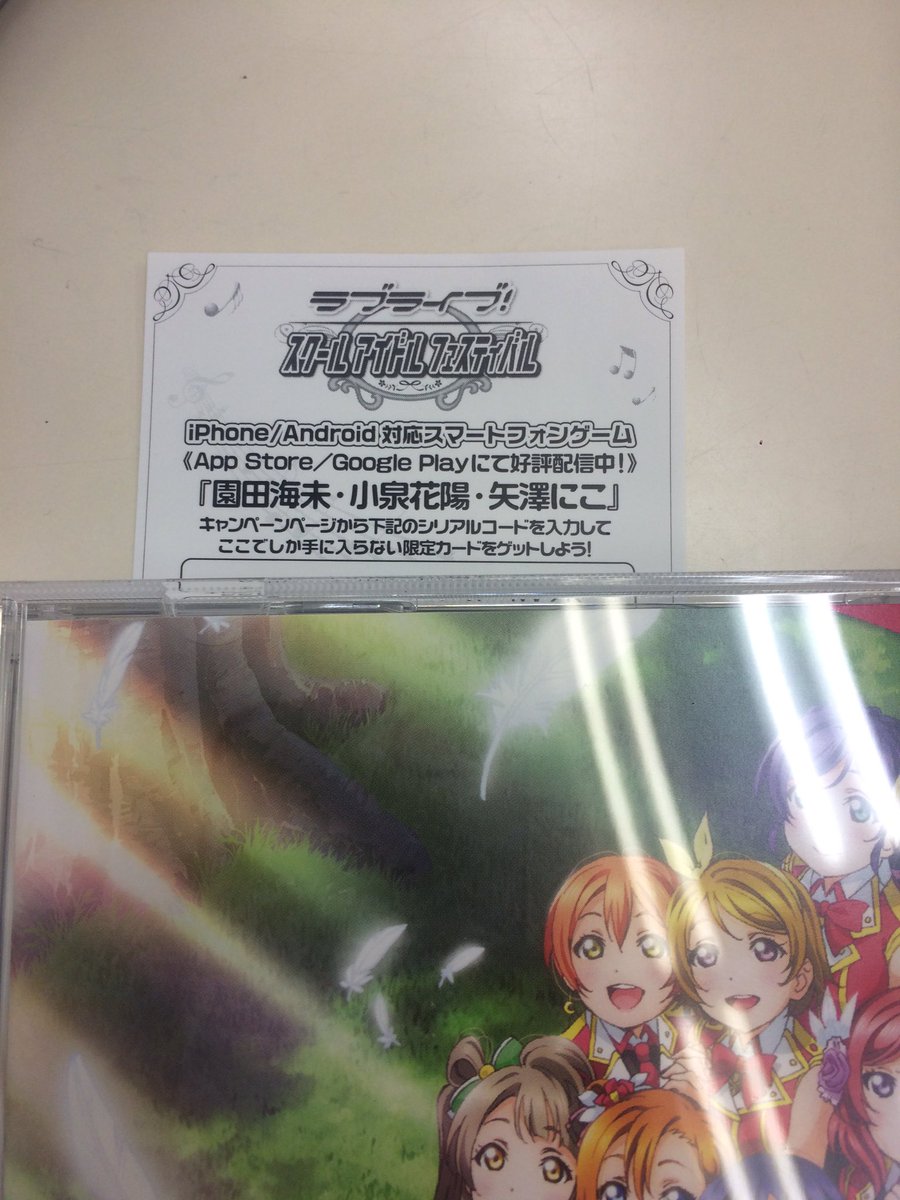 ラブライブ!
スクールアイドルフェスティバル
iPhone/Android対応スマートフォンゲーム
《App Store/Google Playにて好評配信中!》
『園田海未・小泉花陽・矢澤にこ』
キャンペーンページから下記のシリアルコードを入力して
ここでしか手に入らない限定カードをゲットしよう!